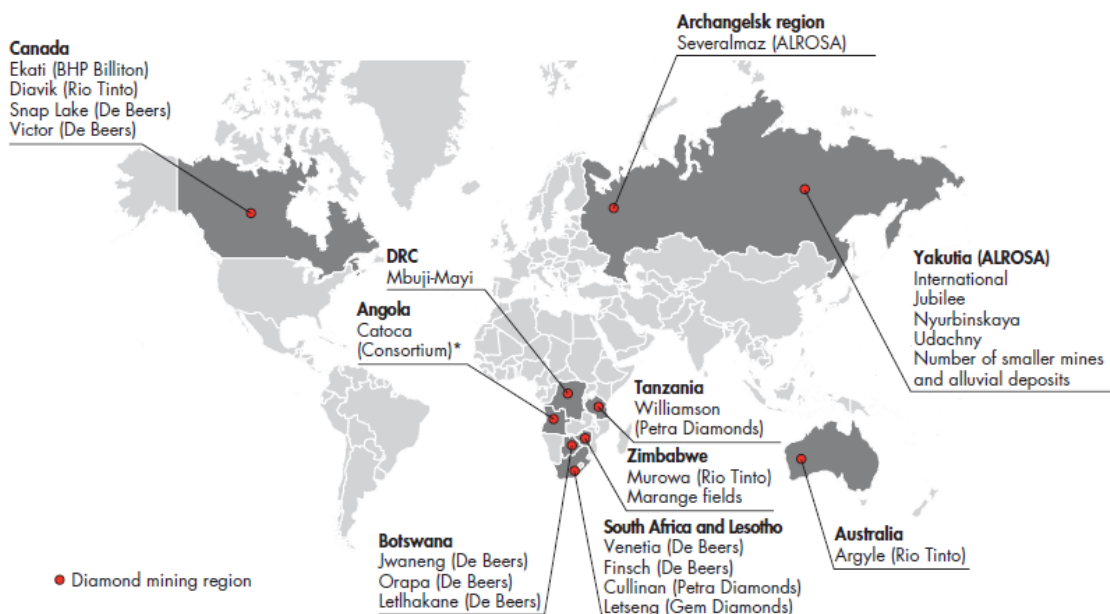 Canada
Ekati (BHP Billiton)
Diavik (Rio Tinto)
Snap Lake (De Beers)
Victor (De Beers)
Archangelsk region
Severalmaz (ALROSA)
DRC
Mbuji-Mayi
Angola
Catoca
(Consortium)*
Yakutia (ALROSA)
International
Jubilee
Nyurbinskaya
Udachny
Number of smaller mines
and alluvial deposits
Tanzania
Williamson
(Petra Diamonds)
Zimbabwe
Murowa (Rio Tinto)
Marange fields
Botswana
Jwaneng (De Beers)
Orapa (De Beers)
Letlhakane (De Beers)
South Africa and Lesotho
Venetia (De Beers)
Finsch (De Beers)
Cullinan (Petra Diamonds)
Letseng (Gem Diamonds)
Australia
Argyle (Rio Tinto)
Diamond mining region